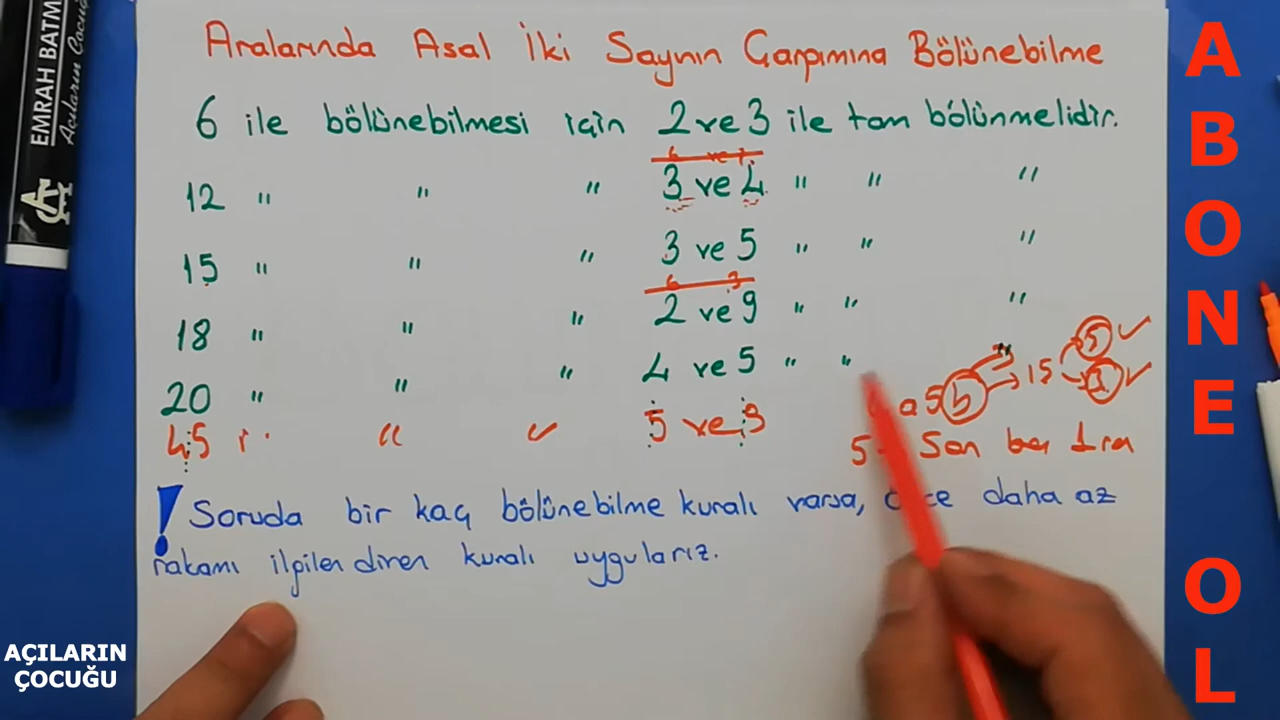 Aralarında Asal İki Sayının Çarpımına Bölünebilme
6 ile bölünebilmesi için 2 ve 3 ile tam bölünmelidir.
6 ve 2
12 " " " 3 ve 4 " " "
15 " " " 3 ve 5 " " "
6 3
18 " " " 2 ve 9 " " "
20 " " " 4 ve 5 " " "
45 " " 5 ve 9
a5b 15 5 ✓
✓
5 Son bas
! Soruda bir kaç bölünebilme kuralı varsa, daha az
rakamı ilgilendiren kuralı uygularız.
EMRAH BATM
Açıların Çocuğu
AÇILARIN
ÇOCUĞU
ABONE
OL